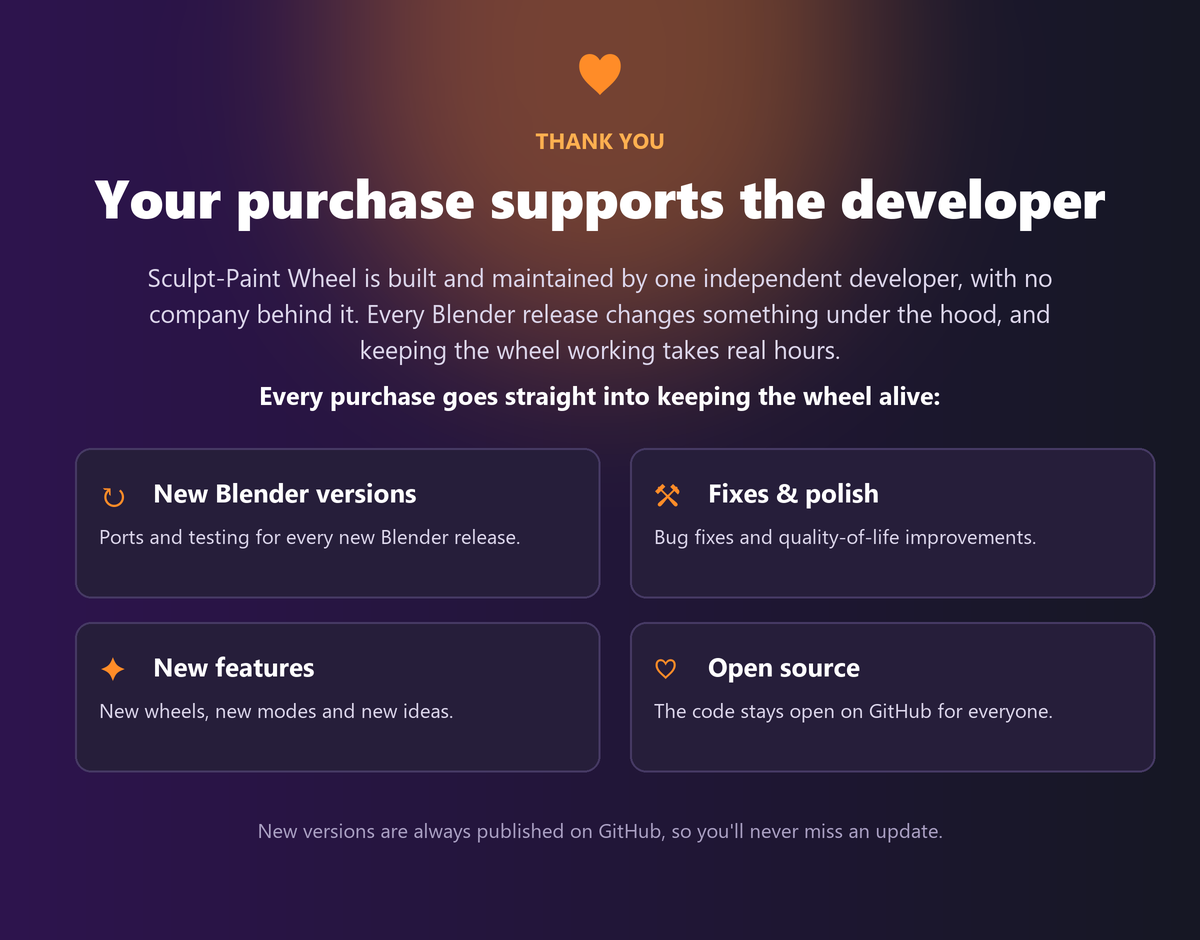 THANK YOU
Your purchase supports the developer
Sculpt-Paint Wheel is built and maintained by one independent developer, with no
company behind it. Every Blender release changes something under the hood, and
keeping the wheel working takes real hours.
Every purchase goes straight into keeping the wheel alive:
New Blender versions
Ports and testing for every new Blender release.
Fixes & polish
Bug fixes and quality-of-life improvements.
New features
New wheels, new modes and new ideas.
Open source
The code stays open on GitHub for everyone.
New versions are always published on GitHub, so you'll never miss an update.